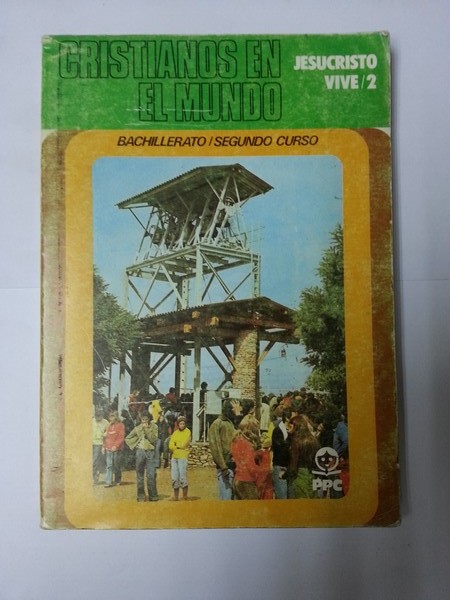 CRISTIANOS EN
EL MUNDO
JESUCRISTO
VIVE/2
BACHILLERATO/SEGUNDO CURSO
PPC